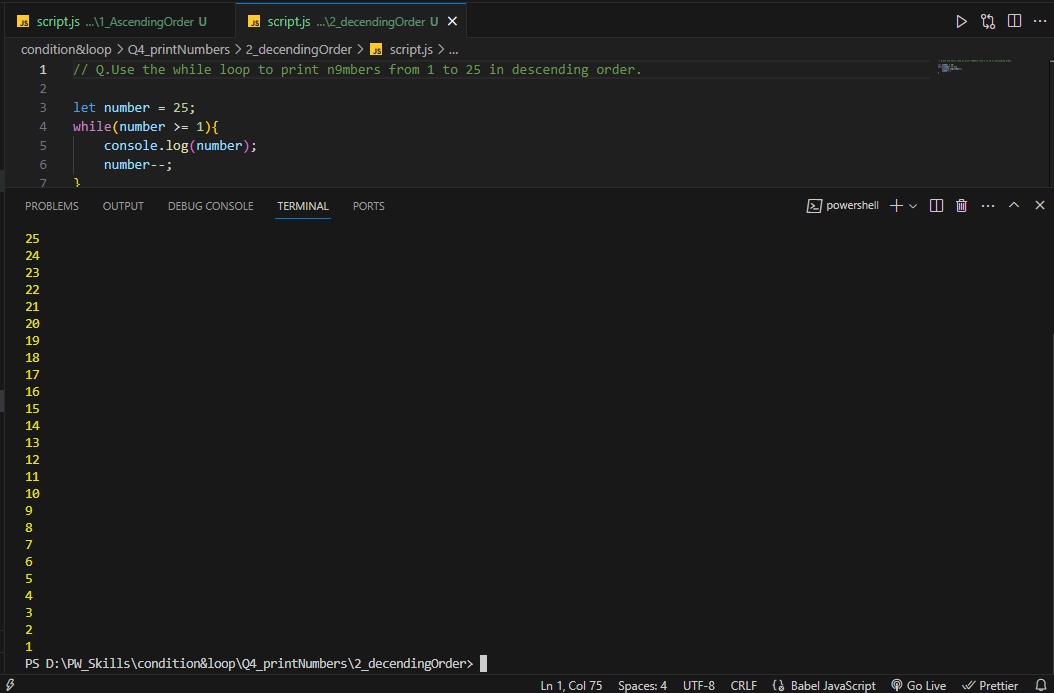 JS script.js ...\1_AscendingOrder U JS script.js ...\2_decendingOrder U
condition&loop > Q4_printNumbers > 2_decendingOrder > JS script.js > ...
1 // Q.Use the while loop to print n9mbers from 1 to 25 in descending order.
2
3 let number = 25;
4 while(number >= 1){
5 console.log(number);
6 number--;
7 }
PROBLEMS OUTPUT DEBUG CONSOLE TERMINAL PORTS powershell
25
24
23
22
21
20
19
18
17
16
15
14
13
12
11
10
9
8
7
6
5
4
3
2
1
PS D:\PW_Skills\condition&loop\Q4_printNumbers\2_decendingOrder>
Ln 1, Col 75 Spaces: 4 UTF-8 CRLF {} Babel JavaScript Go Live Prettier